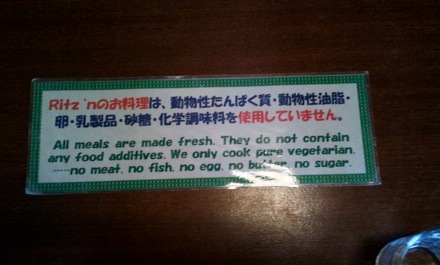 Ritz 'nのお料理は、動物性たんぱく質・動物性油脂・
卵・乳製品・砂糖・化学調味料を使用していません。
All meals are made fresh. They do not contain
any food additives. We only cook pure vegetarian.
-----no meat, no fish, no egg, no butter, no sugar.